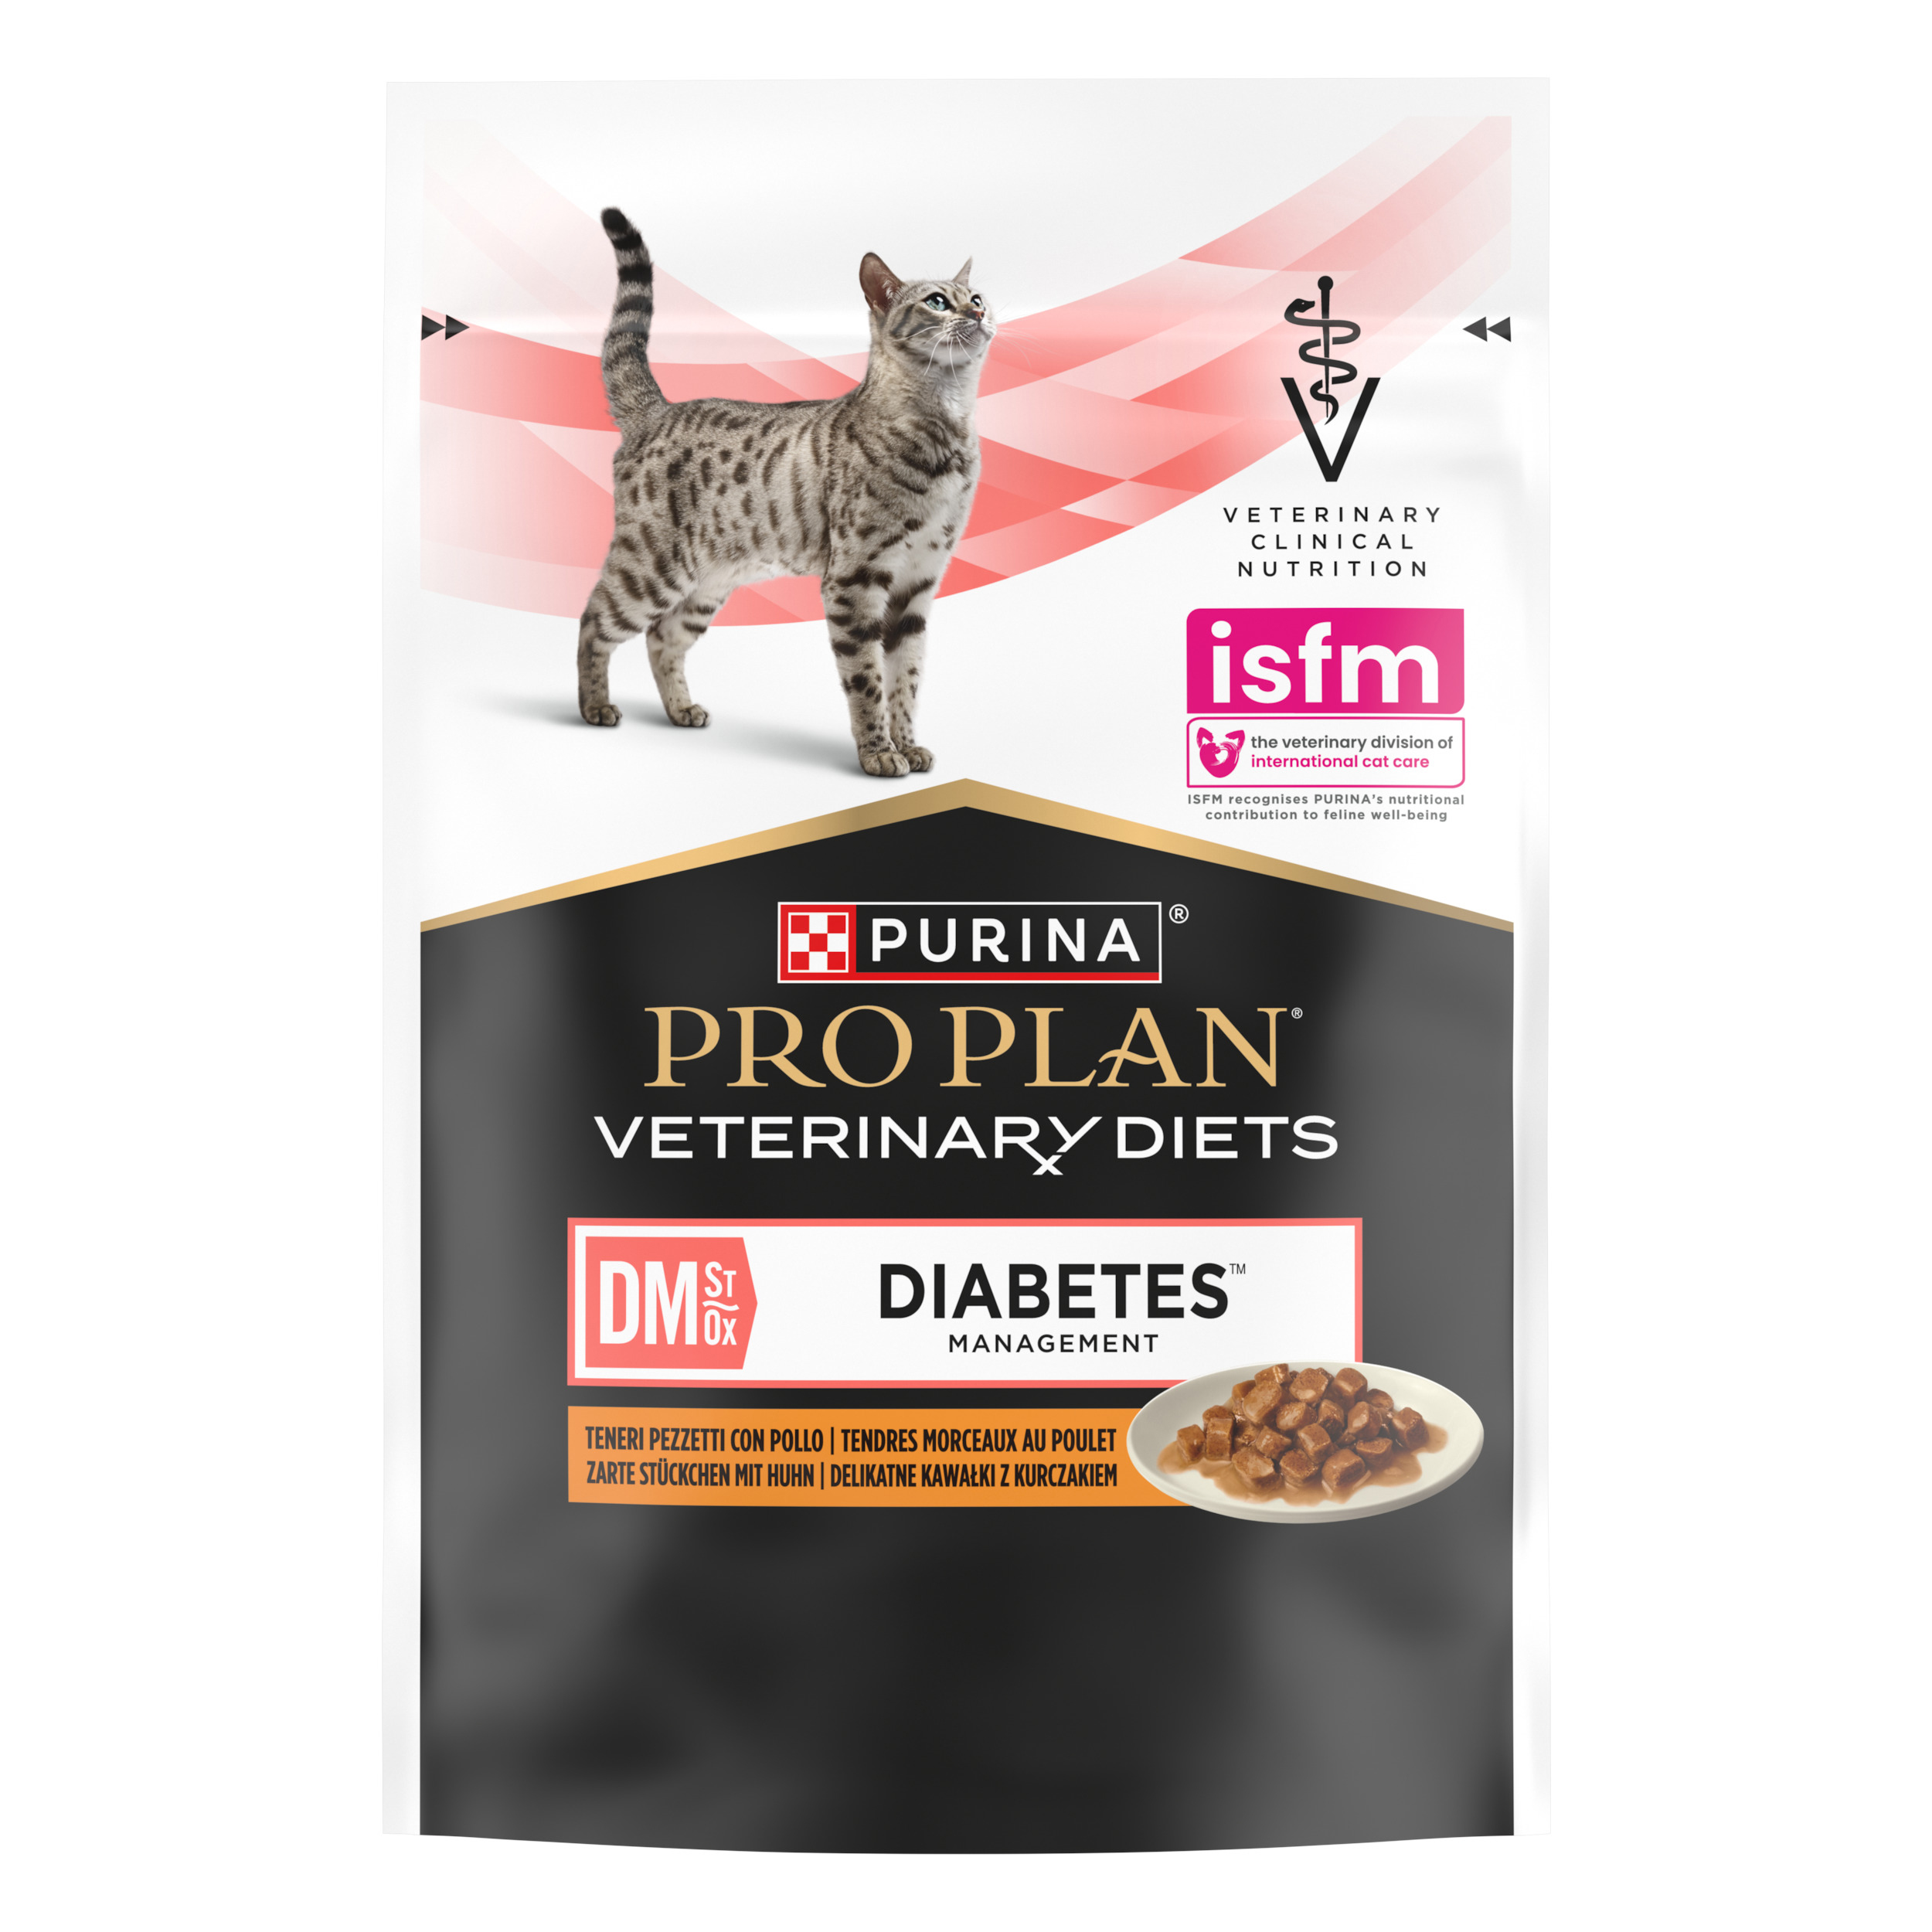 V
VETERINARY
CLINICAL
NUTRITION
isfm
the veterinary division of
international cat care
ISFM recognises PURINA's nutritional
contribution to feline well-being
PURINA®
PRO PLAN®
VETERINARY DIETS
DM ST OX
DIABETES™
MANAGEMENT
TENERI PEZZETTI CON POLLO | TENDRES MORCEAUX AU POULET
ZARTE STÜCKCHEN MIT HUHN | DELIKATNE KAWAŁKI Z KURCZAKIEM